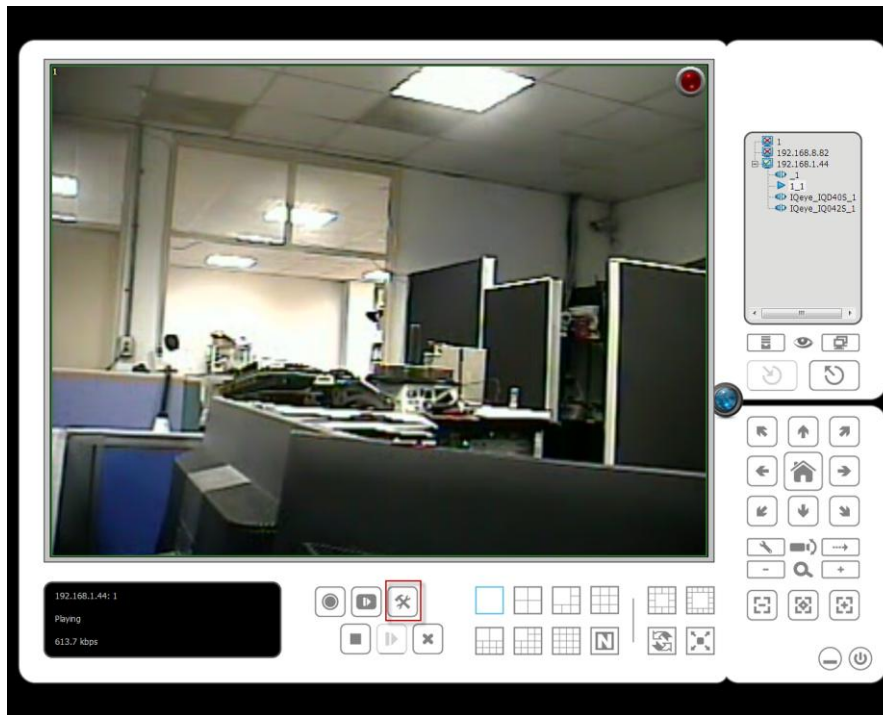 1
1
192.168.8.82
192.168.1.44
_1
1_1
IQeye_IQD40S_1
IQeye_IQ042S_1
192.168.1.44: 1
Playing
613.7 kbps
N